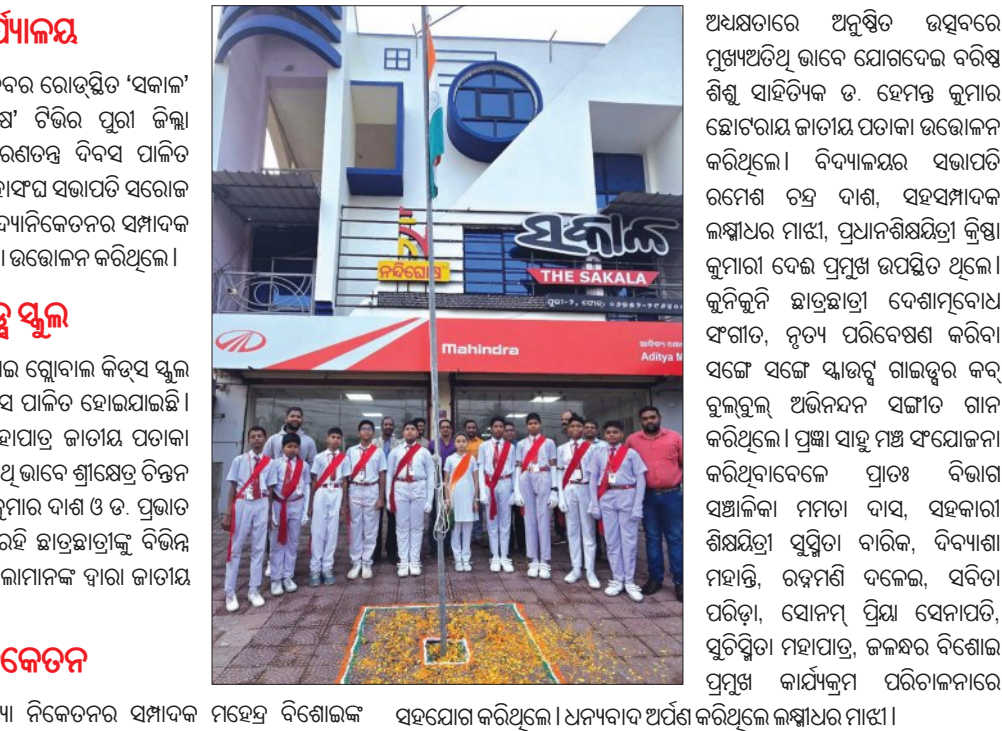 ର୍ଯ୍ୟାଳୟ
ବର ରୋଡ୍‌ସ୍ଥିତ ‘ସକାଳ’
ଷ’ ଟିଭିର ପୁରୀ ଜିଲ୍ଲା
ରଣତନ୍ତ୍ର ଦିବସ ପାଳିତ
ହାସଂଘ ସଭାପତି ସରୋଜ
ଦ୍ୟାନିକେତନର ସମ୍ପାଦକ
ା ଉତ୍ତୋଳନ କରିଥିଲେ।
ସ୍କୁଲ
ଇ ଗ୍ଲୋବାଲ କିଡ୍‌ସ ସ୍କୁଲ
ସ ପାଳିତ ହୋଇଯାଇଛି।
ହାପାତ୍ର ଜାତୀୟ ପତାକା
ଥି ଭାବେ ଶ୍ରୀକ୍ଷେତ୍ର ଚିନ୍ତନ
କୁମାର ଦାଶ ଓ ଡ. ପ୍ରଭାତ
ରହି ଛାତ୍ରଛାତ୍ରୀଙ୍କୁ ବିଭିନ୍ନ
ଲାମାନଙ୍କ ଦ୍ୱାରା ଜାତୀୟ
କେତନ
ୟା ନିକେତନର ସମ୍ପାଦକ ମହେନ୍ଦ୍ର ବିଶୋଇଙ୍କ
ସକାଳ
ନନ୍ଦିଘୋଷ
THE SAKALA
Mahindra
Aditya M
ଅଧ୍ୟକ୍ଷତାରେ ଅନୁଷ୍ଠିତ ଉତ୍ସବରେ
ମୁଖ୍ୟଅତିଥି ଭାବେ ଯୋଗଦେଇ ବରିଷ୍ଠ
ଶିଶୁ ସାହିତ୍ୟିକ ଡ. ହେମନ୍ତ କୁମାର
ଛୋଟରାୟ ଜାତୀୟ ପତାକା ଉତ୍ତୋଳନ
କରିଥିଲେ। ବିଦ୍ୟାଳୟର ସଭାପତି
ରମେଶ ଚନ୍ଦ୍ର ଦାଶ, ସହସମ୍ପାଦକ
ଲକ୍ଷ୍ମୀଧର ମାଝୀ, ପ୍ରଧାନଶିକ୍ଷୟିତ୍ରୀ କ୍ରିଷ୍ଣା
କୁମାରୀ ଦେଈ ପ୍ରମୁଖ ଉପସ୍ଥିତ ଥିଲେ।
କୁନିକୁନି ଛାତ୍ରଛାତ୍ରୀ ଦେଶାତ୍ମବୋଧ
ସଂଗୀତ, ନୃତ୍ୟ ପରିବେଷଣ କରିବା
ସଙ୍ଗେ ସଙ୍ଗେ ସ୍କାଉଟ୍ସ ଗାଇଡ୍ସର କବ୍
ବୁଲ୍‌ବୁଲ୍ ଅଭିନନ୍ଦନ ସଙ୍ଗୀତ ଗାନ
କରିଥିଲେ। ପ୍ରଜ୍ଞା ସାହୁ ମଞ୍ଚ ସଂଯୋଜନା
କରିଥିବାବେଳେ ପ୍ରାତଃ ବିଭାଗ
ସଞ୍ଚାଳିକା ମମତା ଦାସ, ସହକାରୀ
ଶିକ୍ଷୟିତ୍ରୀ ସୁସ୍ମିତା ବାରିକ, ଦିବ୍ୟାଶା
ମହାନ୍ତି, ରତ୍ନମଣି ଦଳେଇ, ସବିତା
ପରିଡ଼ା, ସୋନମ୍ ପ୍ରିୟା ସେନାପତି,
ସୁଚିସ୍ମିତା ମହାପାତ୍ର, ଜଳନ୍ଧର ବିଶୋଇ
ପ୍ରମୁଖ କାର୍ଯ୍ୟକ୍ରମ ପରିଚାଳନାରେ
ସହଯୋଗ କରିଥିଲେ। ଧନ୍ୟବାଦ ଅର୍ପଣ କରିଥିଲେ ଲକ୍ଷ୍ମୀଧର ମାଝୀ।